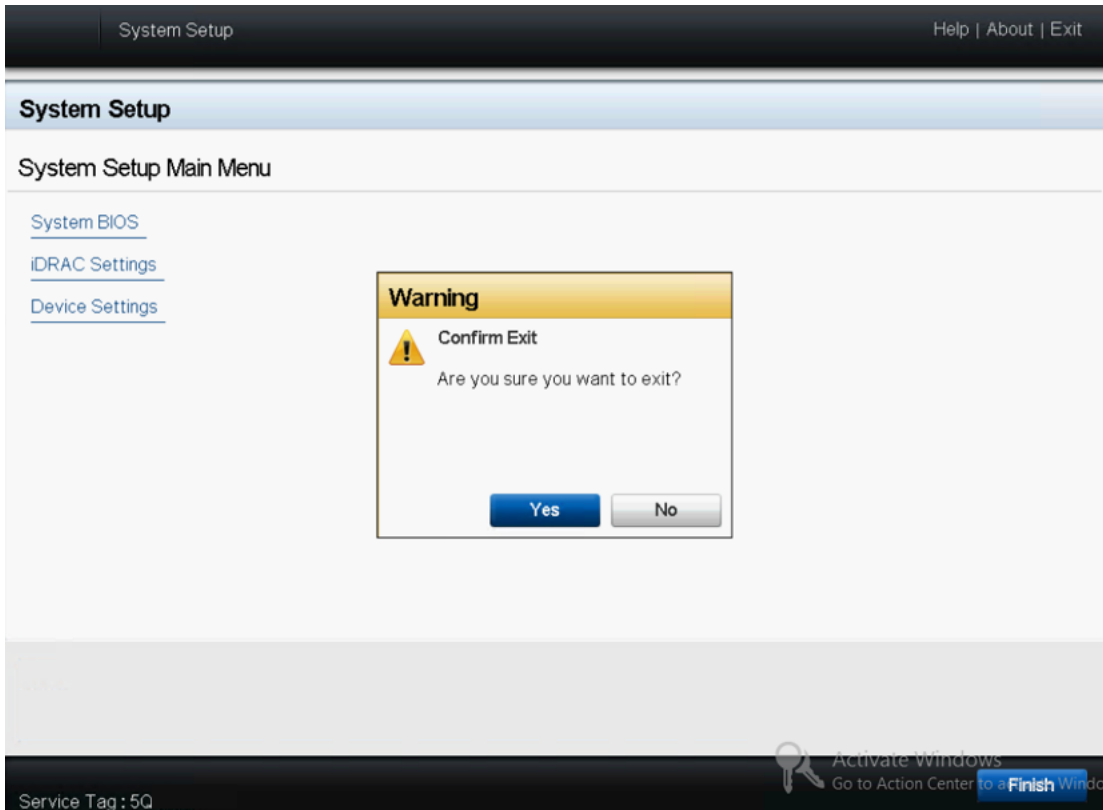 System Setup
Help | About | Exit
System Setup
System Setup Main Menu
System BIOS
iDRAC Settings
Device Settings
Warning
Confirm Exit
Are you sure you want to exit?
Yes No
Activate Windows
Go to Action Center to a
Finish
Windo
Service Tag : 5Q